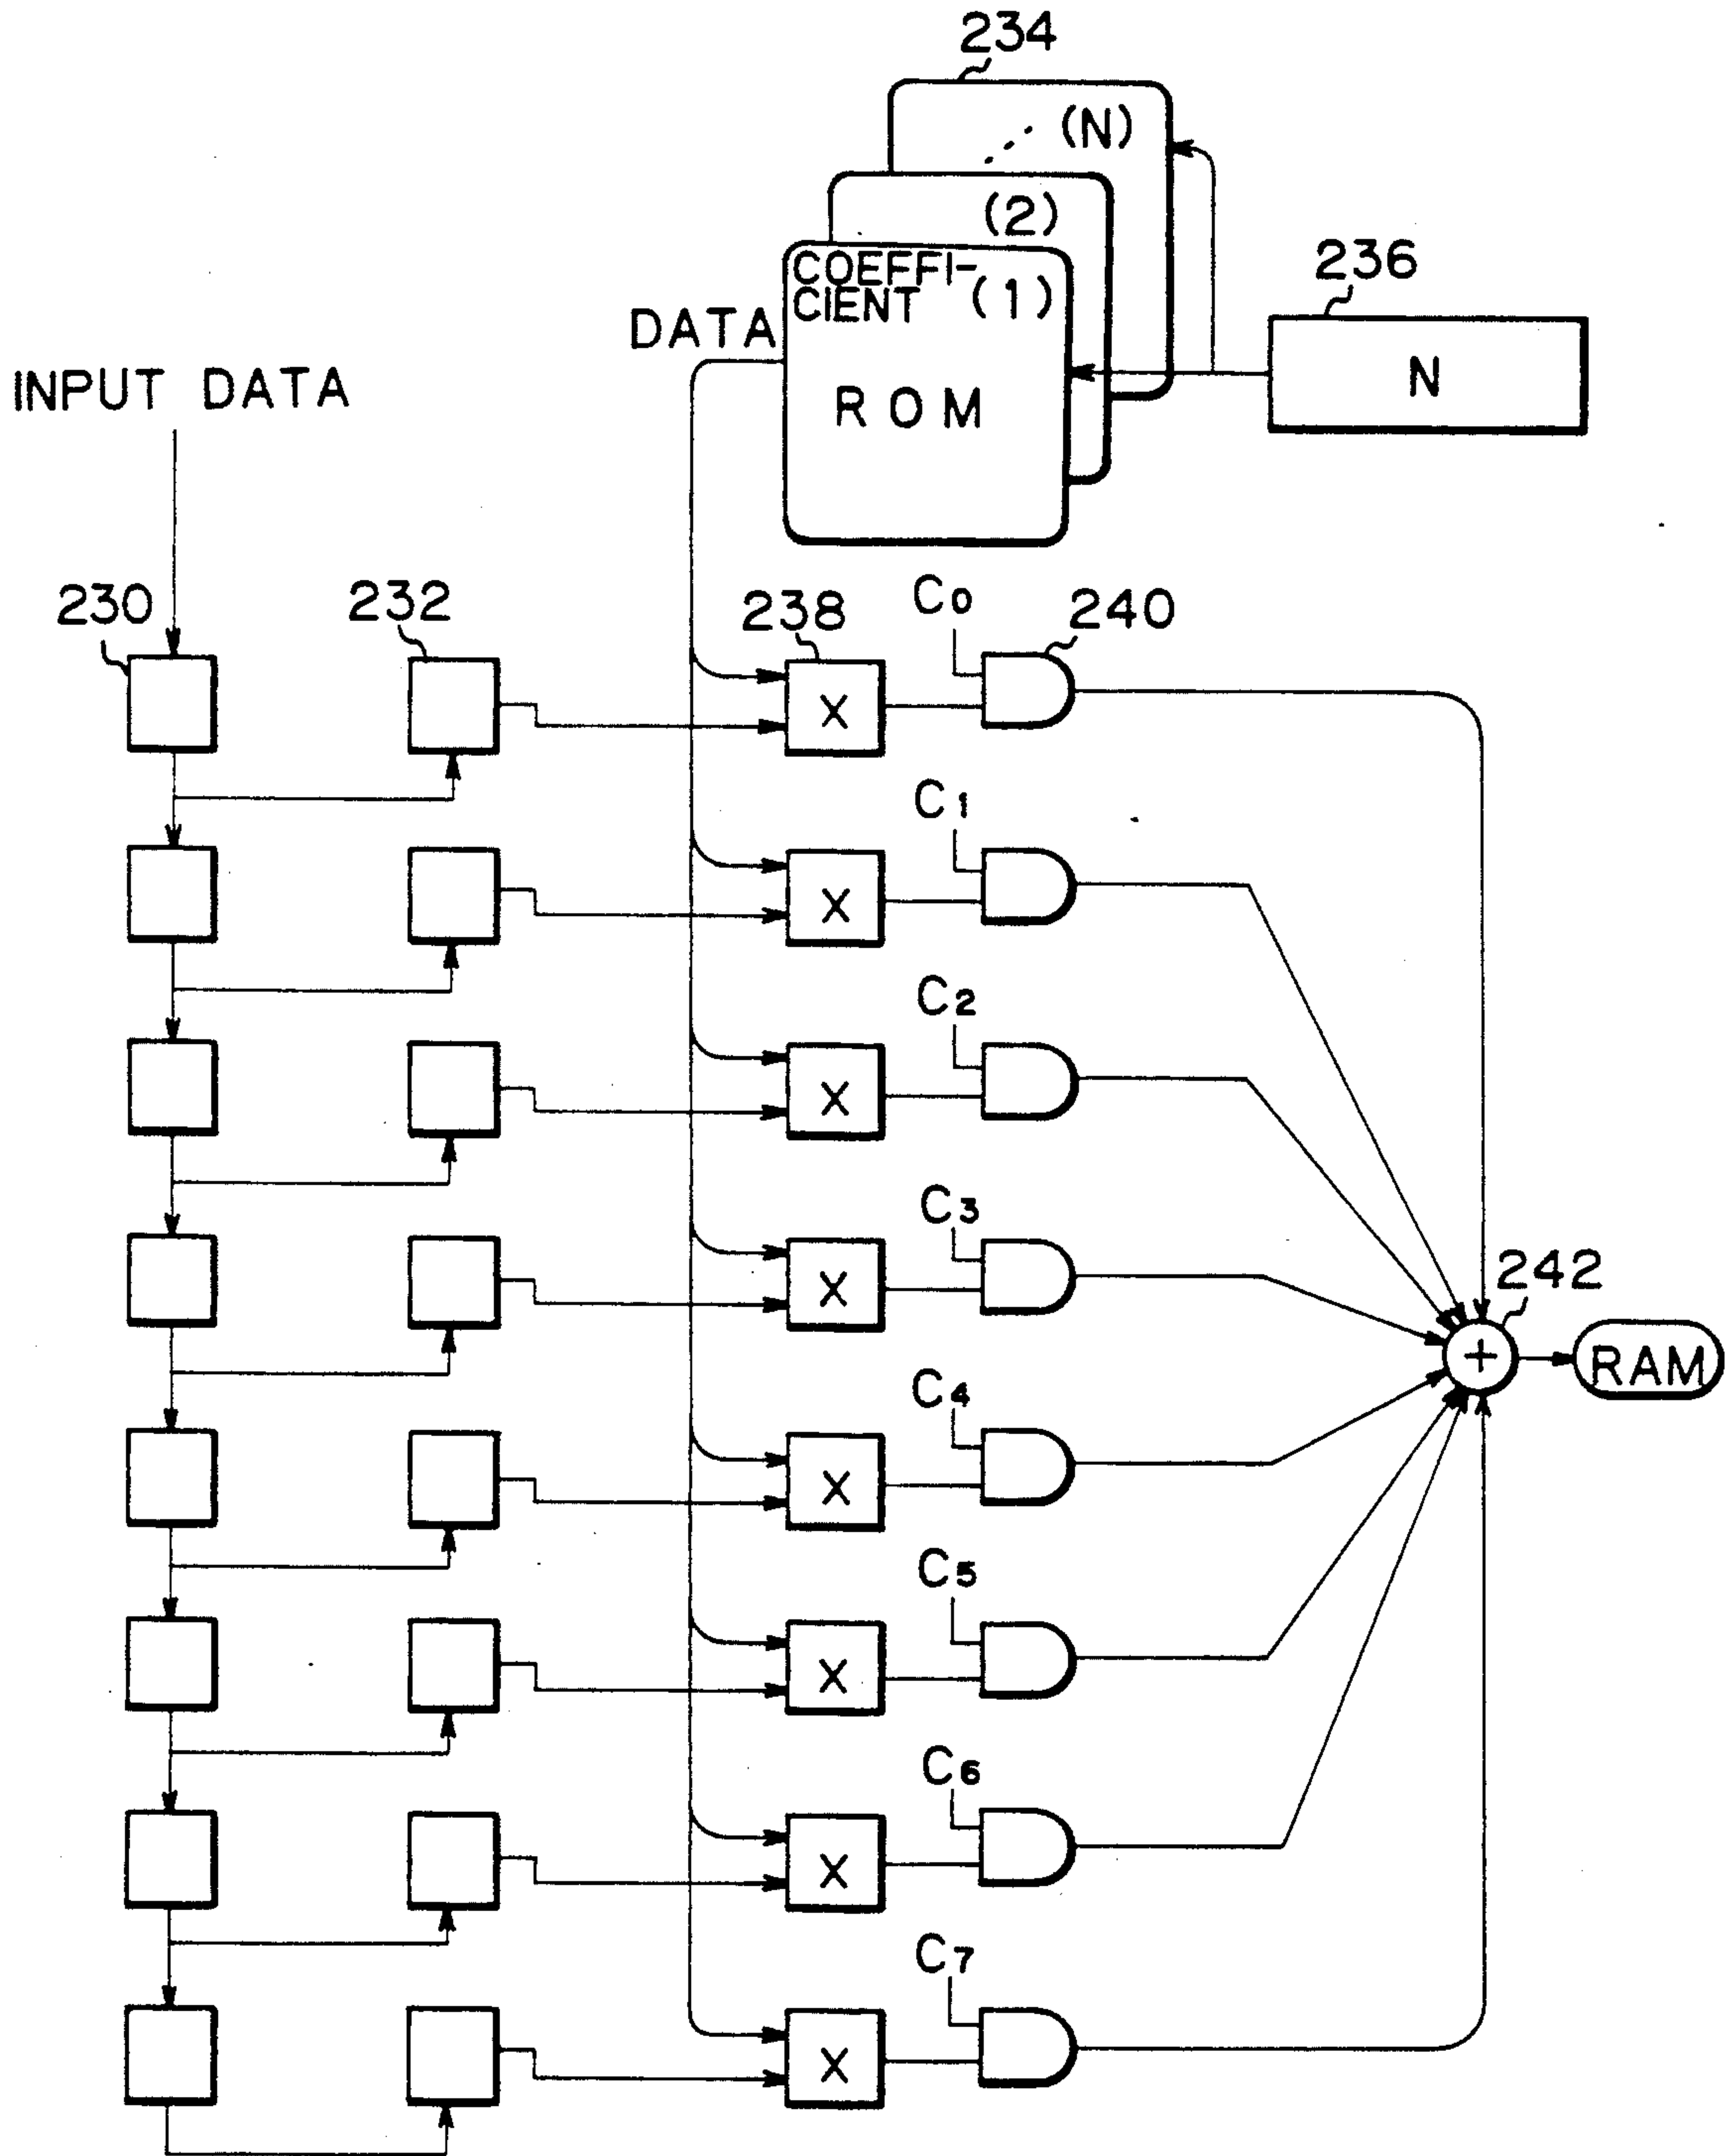 234
(N)
(2)
COEFFI-
CIENT (1)
ROM
236
N
DATA
INPUT DATA
230
232
238
C0
240
X
C1
X
C2
X
C3
X
242
+
RAM
C4
X
C5
X
C6
X
C7
X